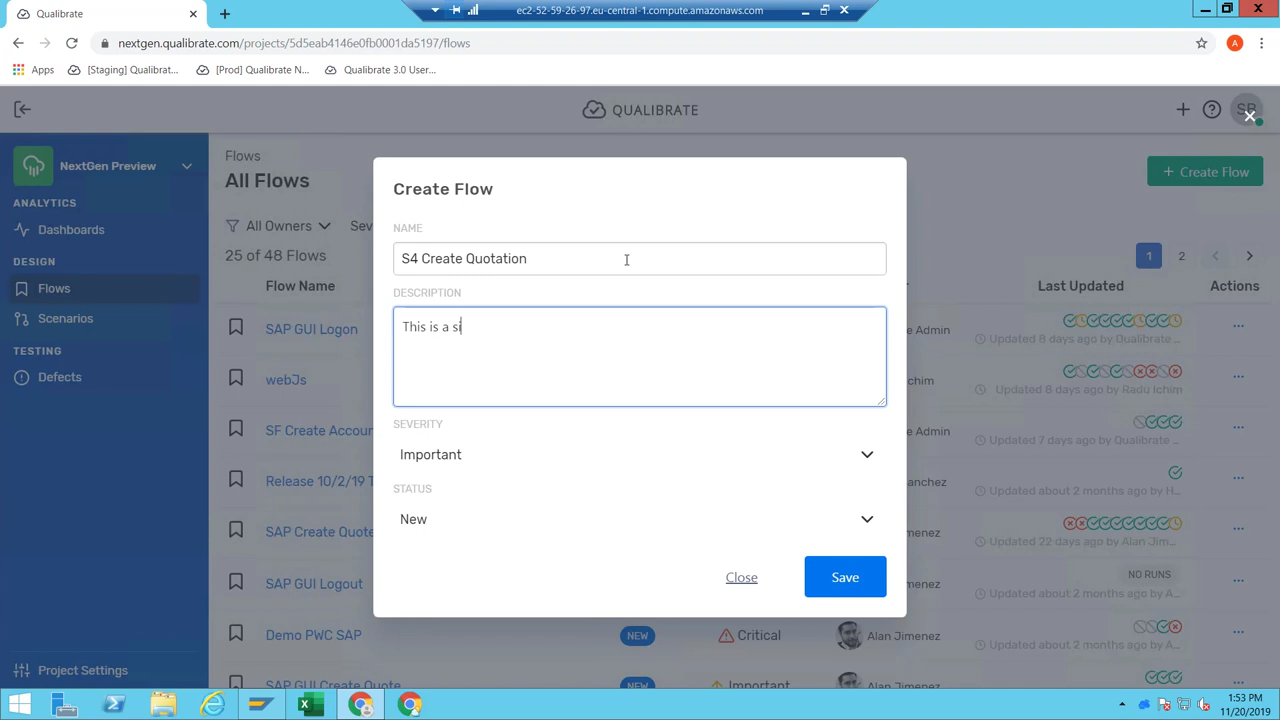 Qualibrate
ec2-52-59-26-97.eu-central-1.compute.amazonaws.com
nextgen.qualibrate.com/projects/5d5eab4146e0fb0001da5197/flows
A
Apps
[Staging] Qualibrat...
[Prod] Qualibrate N...
Qualibrate 3.0 User...
QUALIBRATE
SB
NextGen Preview
ANALYTICS
Dashboards
DESIGN
Flows
Scenarios
TESTING
Defects
Project Settings
Flows
All Flows
+ Create Flow
All Owners
Sev
25 of 48 Flows
1
2
Flow Name
Last Updated
Actions
SAP GUI Logon
e Admin
Updated 8 days ago by Qualibrate ...
webJs
chim
Updated 8 days ago by Radu Ichim
SF Create Accoun
e Admin
Updated 7 days ago by Qualibrate ...
Release 10/2/19 T
Sanchez
Updated about 2 months ago by H...
SAP Create Quote
menez
Updated 22 days ago by Alan Jim...
SAP GUI Logout
menez
NO RUNS
Updated about 2 months ago by A...
Demo PWC SAP
NEW
Critical
Alan Jimenez
Updated about 2 months ago by A...
SAP GUI Create Quote
NEW
Important
Alan Jimenez
Create Flow
NAME
S4 Create Quotation
DESCRIPTION
This is a si
SEVERITY
Important
STATUS
New
Close
Save
1:53 PM
11/20/2019